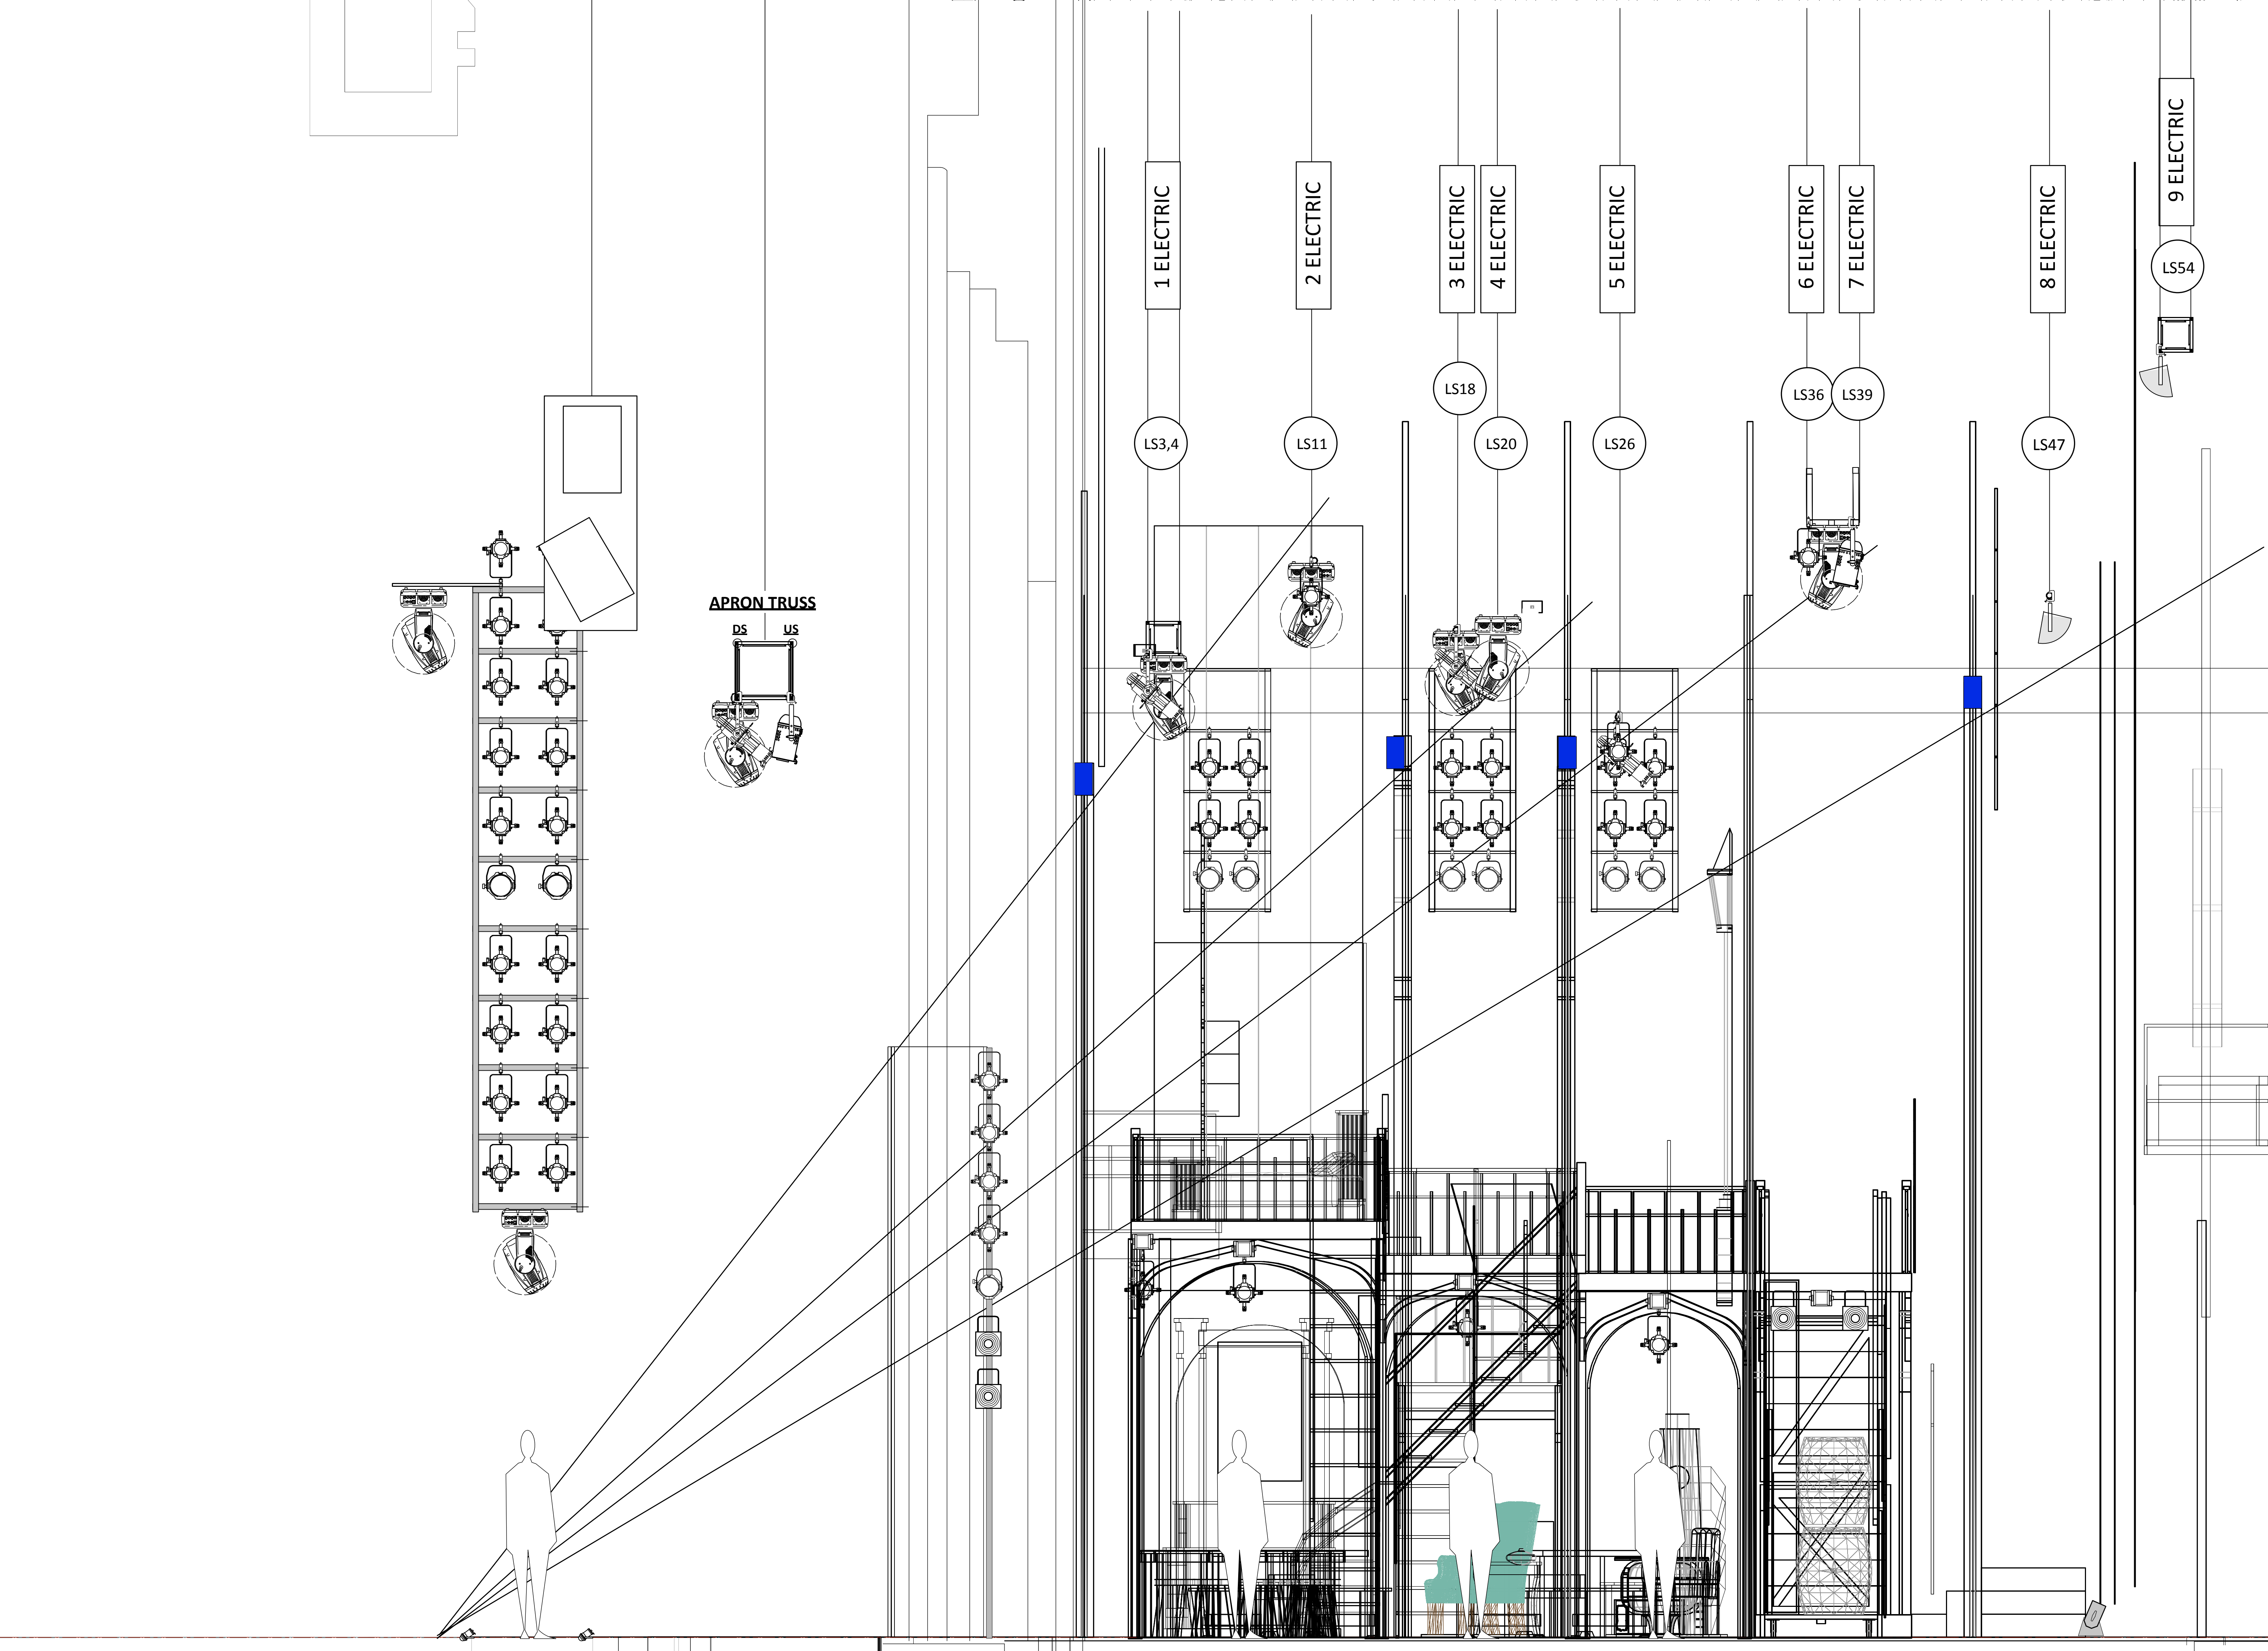 1 ELECTRIC
2 ELECTRIC
3 ELECTRIC
4 ELECTRIC
5 ELECTRIC
6 ELECTRIC
7 ELECTRIC
8 ELECTRIC
9 ELECTRIC
LS54
LS18
LS36
LS39
LS3,4
LS11
LS20
LS26
LS47
APRON TRUSS
DS
US